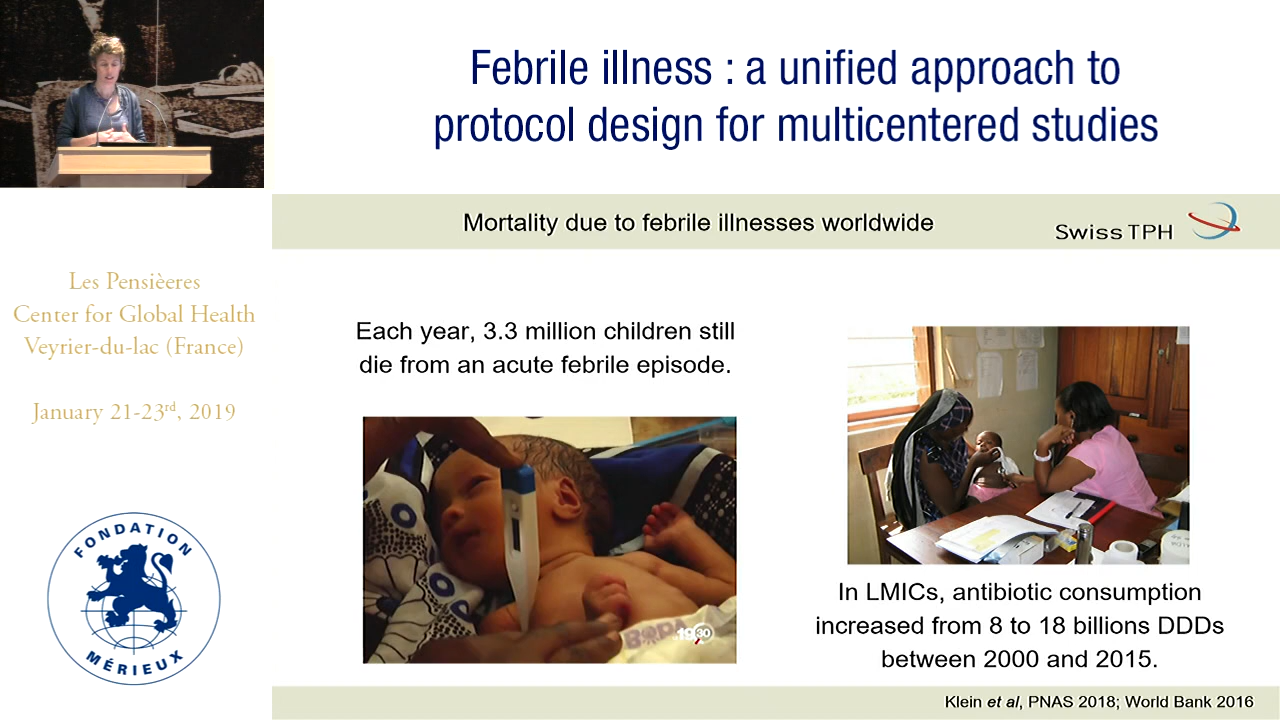 Febrile illness : a unified approach to
protocol design for multicentered studies
Mortality due to febrile illnesses worldwide
Swiss TPH
Les Pensièeres
Center for Global Health
Veyrier-du-lac (France)
January 21-23rd, 2019
FONDATION
MÉRIEUX
Each year, 3.3 million children still
die from an acute febrile episode.
19 30
In LMICs, antibiotic consumption
increased from 8 to 18 billions DDDs
between 2000 and 2015.
Klein et al, PNAS 2018; World Bank 2016